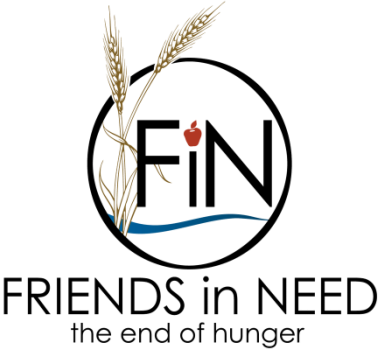 FiN
FRIENDS in NEED
the end of hunger